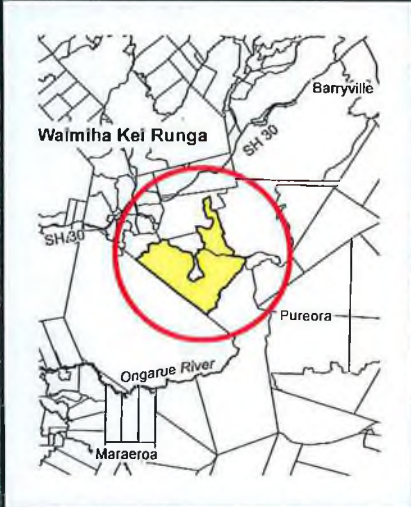 Barryville
Waimiha Kei Runga
SH 30
SH 30
Pureora
Ongarue River
Maraeroa